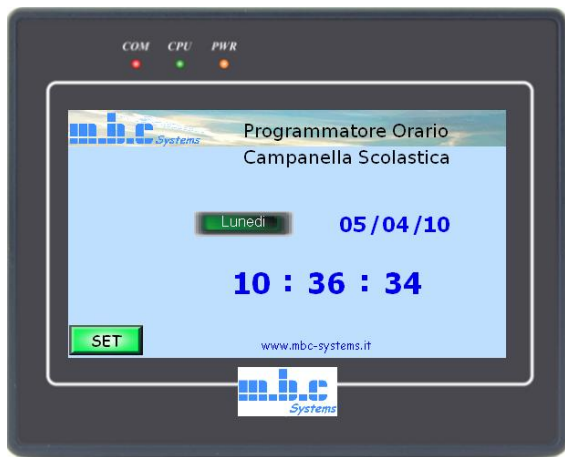 COM CPU PWR
m.b.c Systems
Programmatore Orario
Campanella Scolastica
Lunedì 05/04/10
10 : 36 : 34
SET
www.mbc-systems.it
m.b.c
Systems